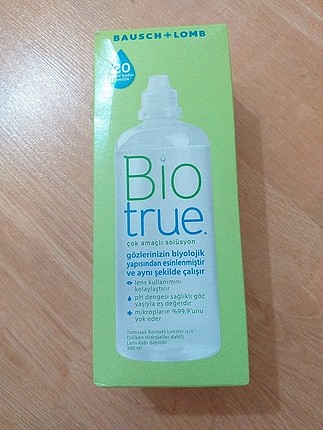 BAUSCH + LOMB
20
Bio
true.
çok amaçlı solüsyon
gözlerinizin biyolojik
yapısından esinlenmiştir
ve aynı şekilde çalışır
lens kullanımını
kolaylaştırır
pH dengesi sağlıklı göz
yaşıyla eş değerdir
mikropların %99,9'unu
yok eder
Yumuşak Kontakt Lensler için
(Silikon Hidrojeller dahil)
Lens kabı dahildir
300 ml